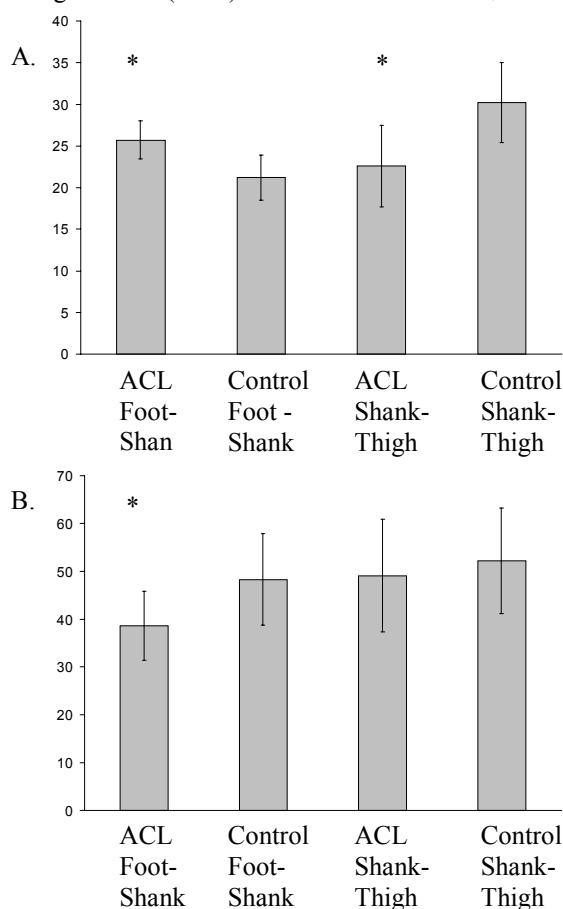 40
A. * *
35
30
25
20
15
10
5
0
ACL Control ACL Control
Foot- Foot - Shank- Shank-
Shan Shank Thigh Thigh
70
B. *
60
50
40
30
20
10
0
ACL Control ACL Control
Foot- Foot- Shank- Shank-
Shank Shank Thigh Thigh